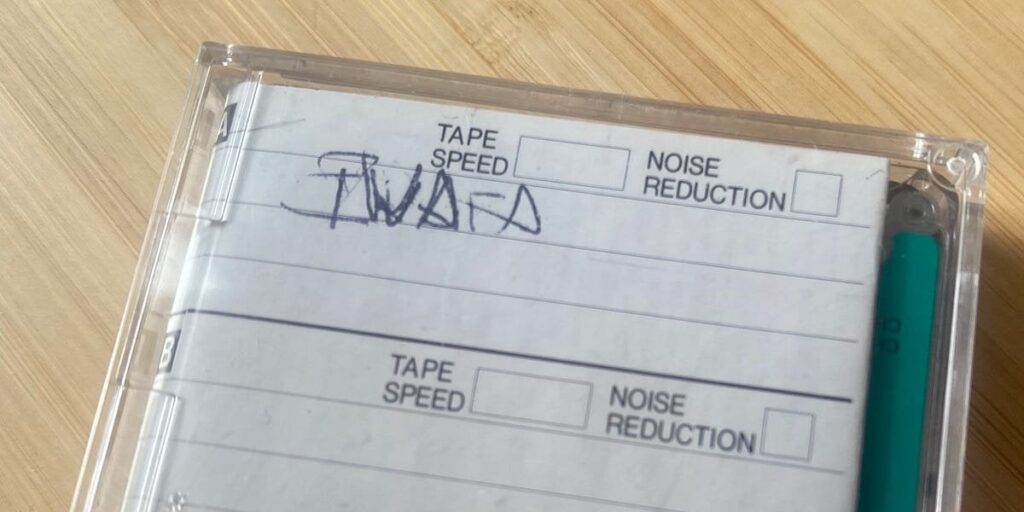 A
TAPE SPEED
NOISE REDUCTION
B
TAPE SPEED
NOISE REDUCTION